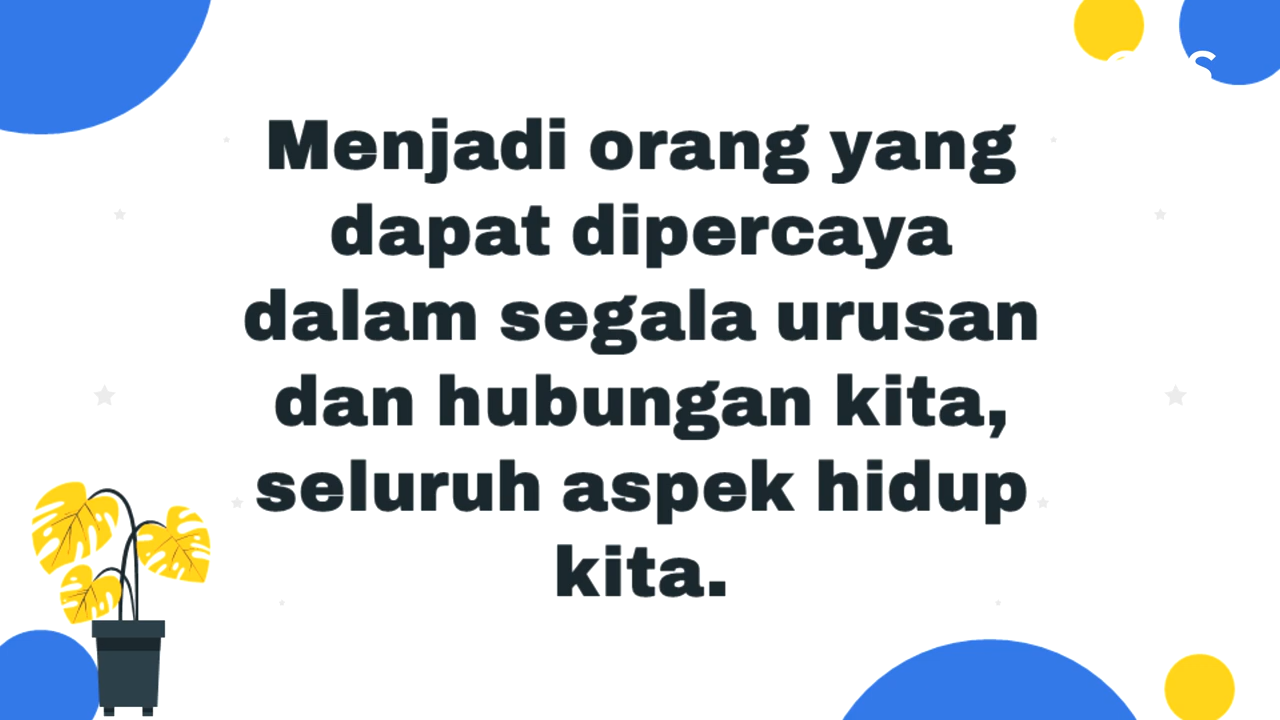 Menjadi orang yang
dapat dipercaya
dalam segala urusan
dan hubungan kita,
seluruh aspek hidup
kita.